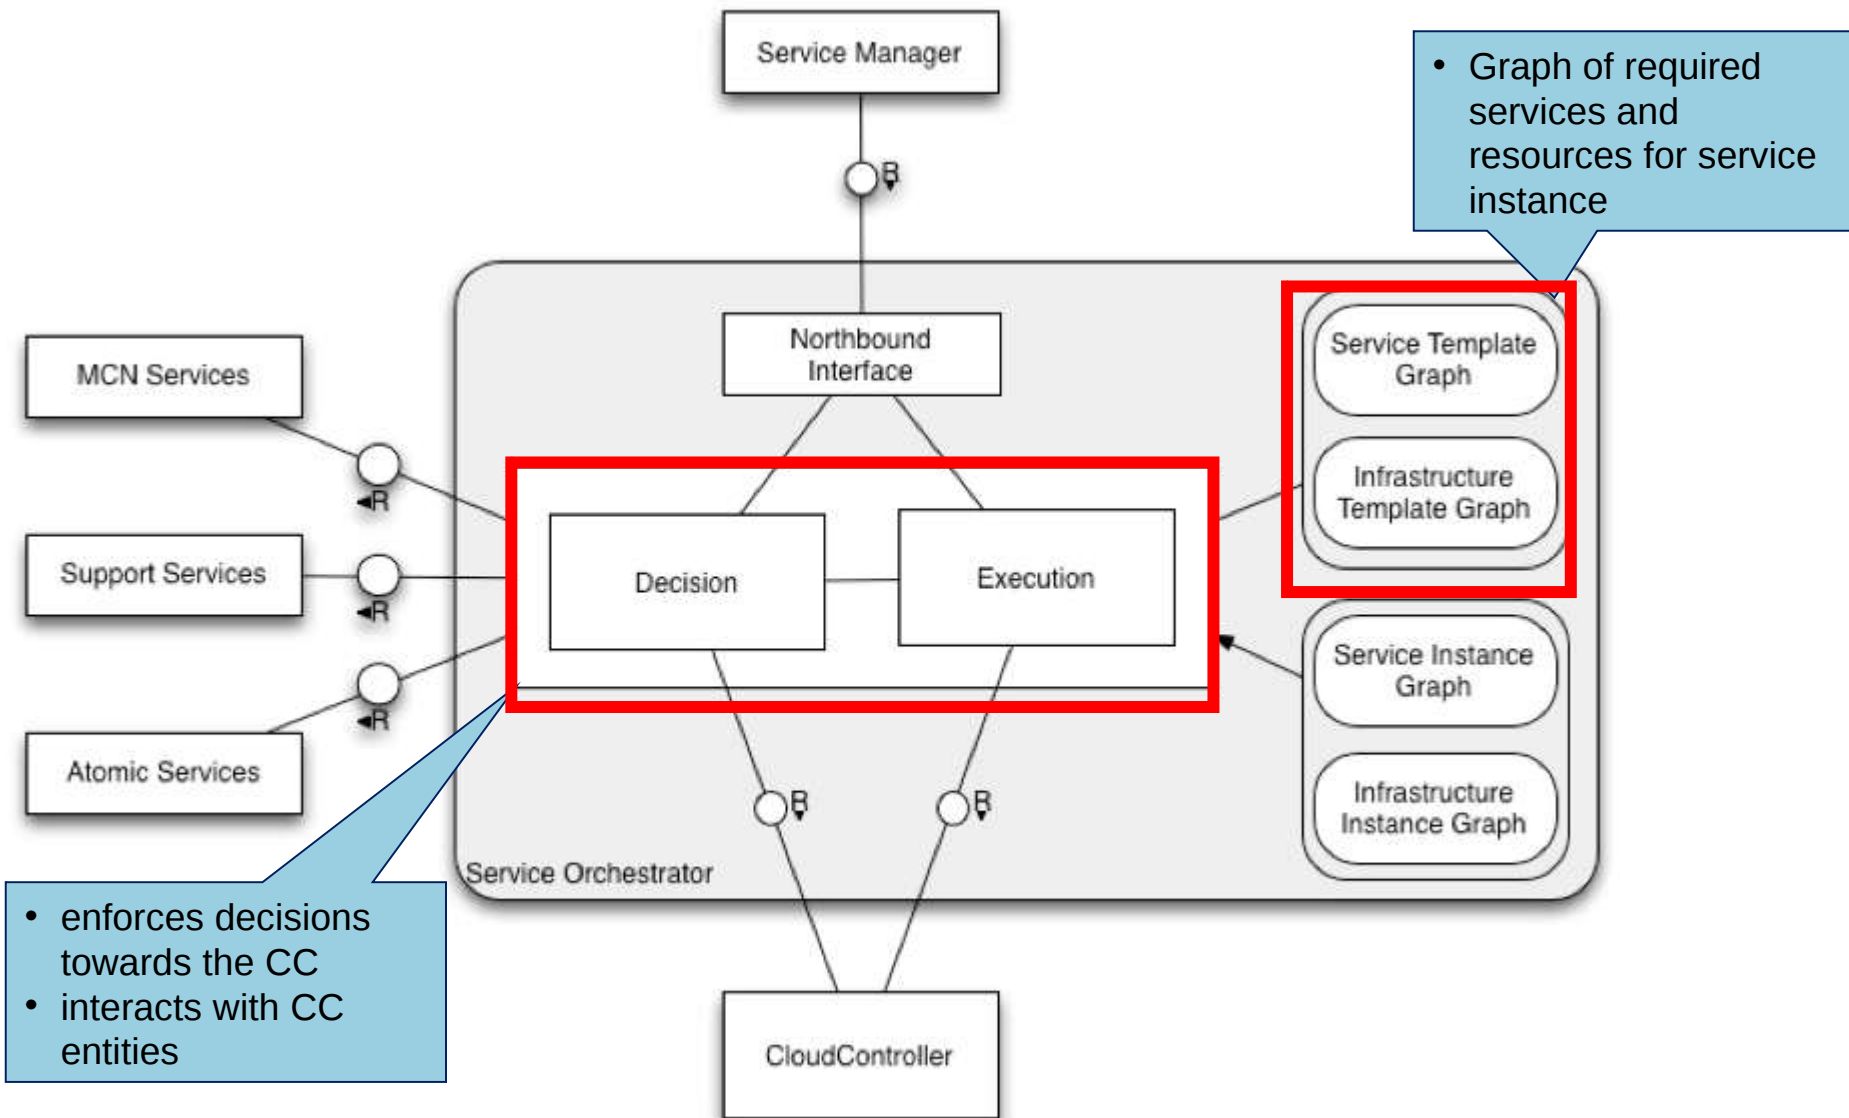 Service Manager
• Graph of required
services and
resources for service
instance
R
Northbound
Interface
Service Template
Graph
MCN Services
Infrastructure
Template Graph
◄R
Support Services
Decision
Execution
◄R
Service Instance
Graph
◄R
Atomic Services
R
R
Infrastructure
Instance Graph
Service Orchestrator
• enforces decisions
towards the CC
• interacts with CC
entities
CloudController